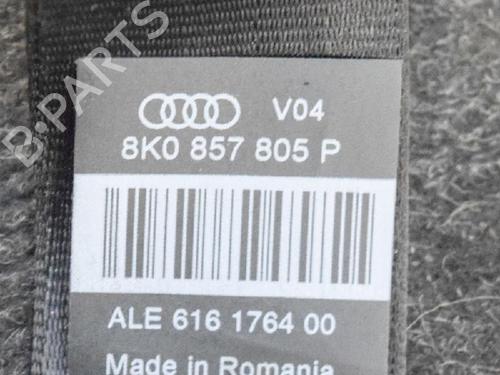 B-PARTS
V04
8K0 857 805 P
ALE 616 1764 00
Made in Romania